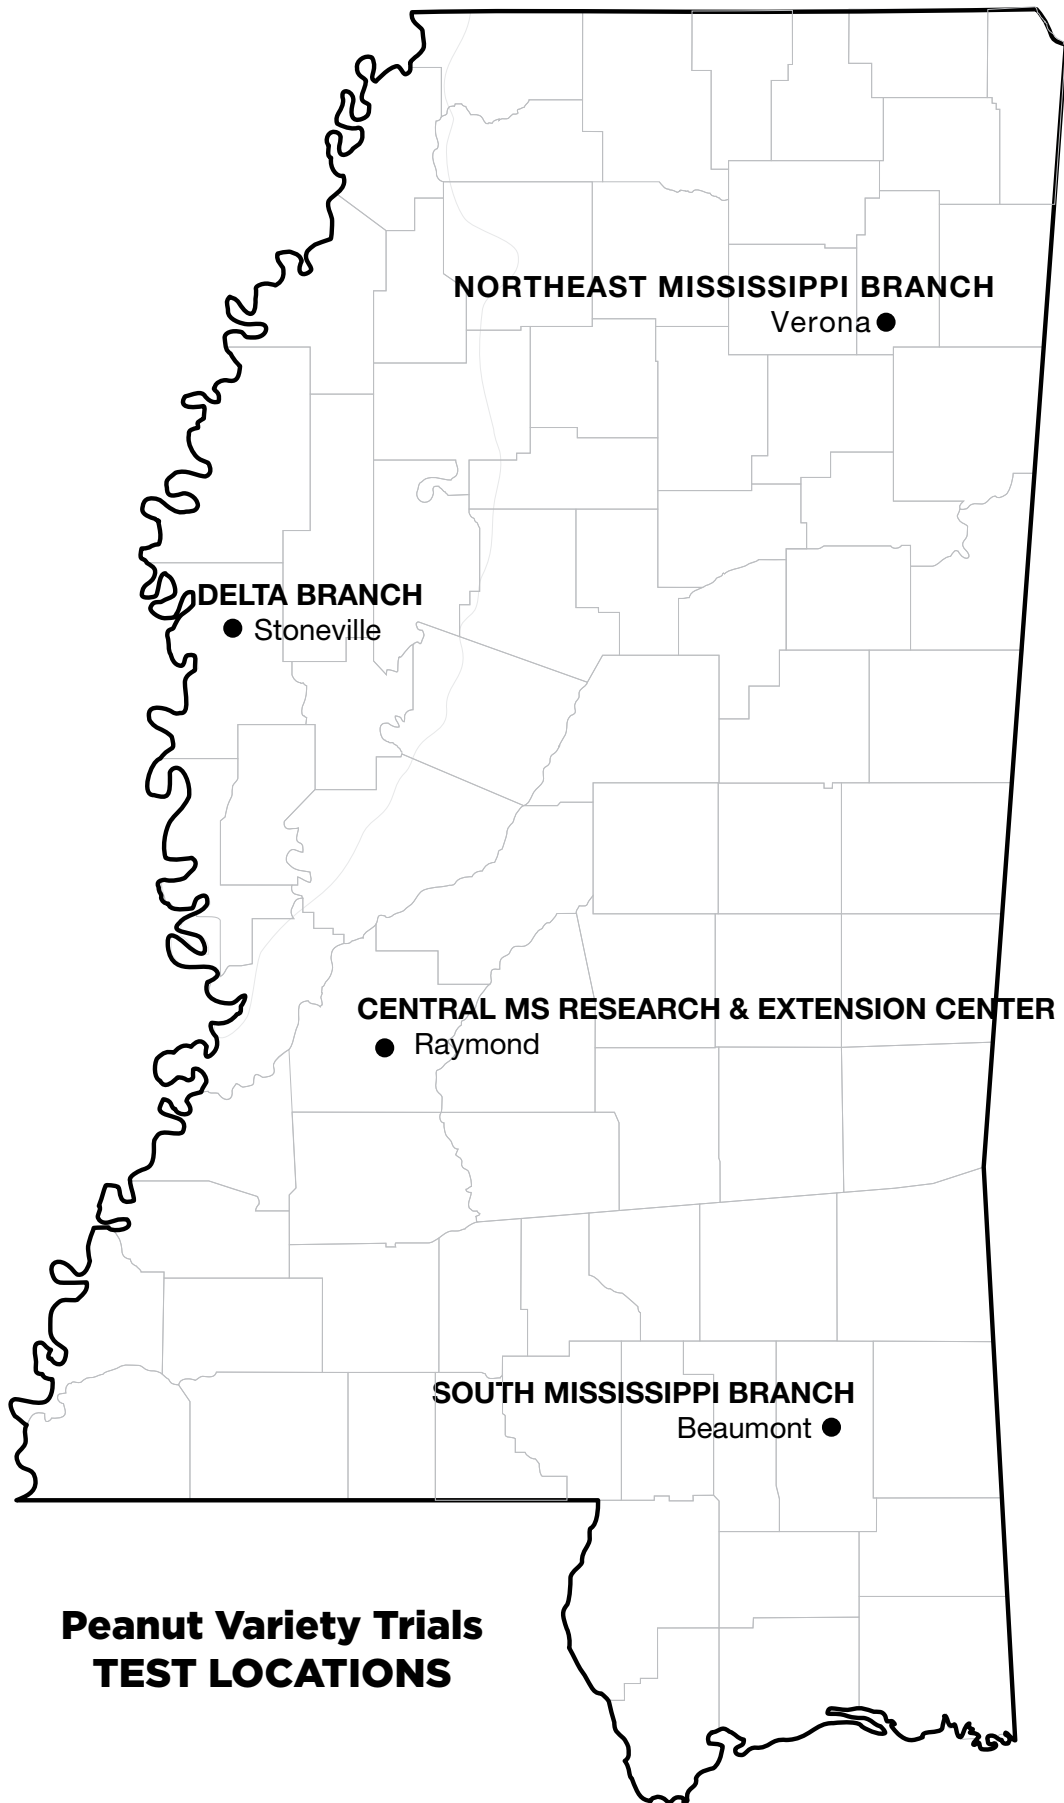 NORTHEAST MISSISSIPPI BRANCH
Verona
DELTA BRANCH
Stoneville
CENTRAL MS RESEARCH & EXTENSION CENTER
Raymond
SOUTH MISSISSIPPI BRANCH
Beaumont
Peanut Variety Trials
TEST LOCATIONS